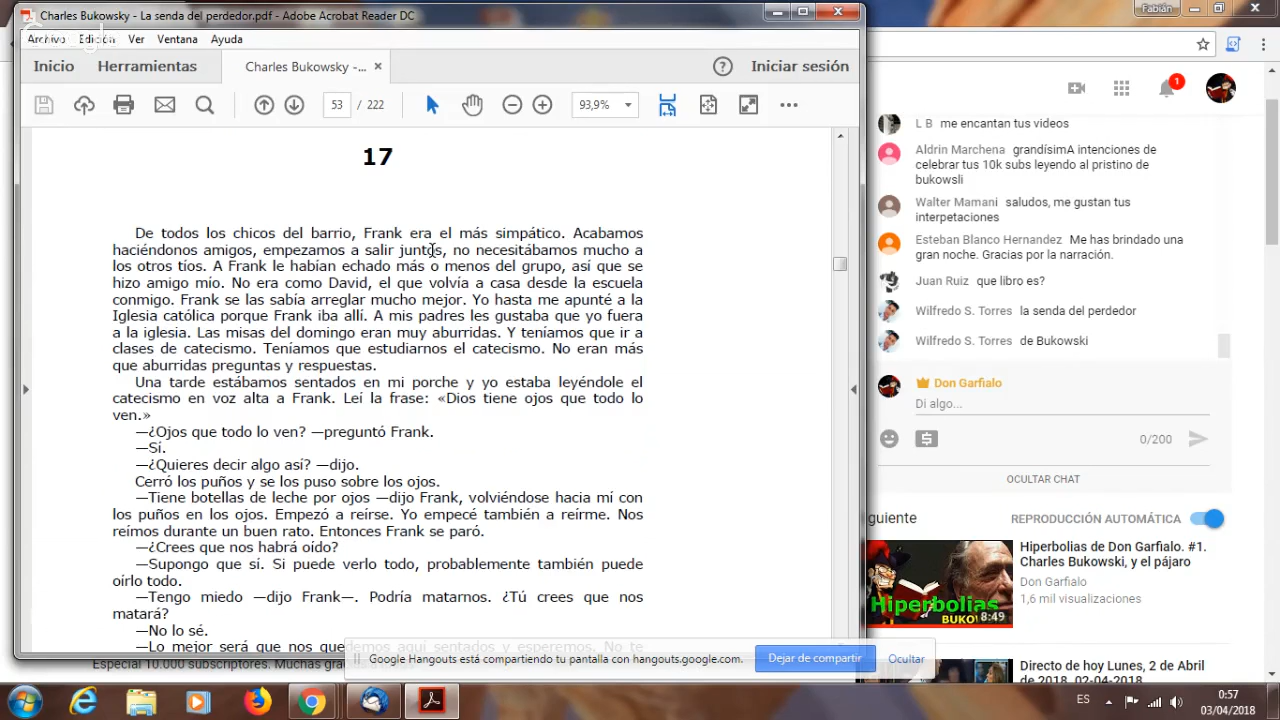 Charles Bukowsky - La senda del perdedor.pdf - Adobe Acrobat Reader DC
Fabián
Archivo Edición Ver Ventana Ayuda
Inicio Herramientas Charles Bukowsky -... × Iniciar sesión
53 / 222 93,9%
1
17
De todos los chicos del barrio, Frank era el más simpático. Acabamos
haciéndonos amigos, empezamos a salir juntos, no necesitábamos mucho a
los otros tíos. A Frank le habían echado más o menos del grupo, así que se
hizo amigo mío. No era como David, el que volvía a casa desde la escuela
conmigo. Frank se las sabía arreglar mucho mejor. Yo hasta me apunté a la
Iglesia católica porque Frank iba allí. A mis padres les gustaba que yo fuera
a la iglesia. Las misas del domingo eran muy aburridas. Y teníamos que ir a
clases de catecismo. Teníamos que estudiarnos el catecismo. No eran más
que aburridas preguntas y respuestas.
Una tarde estábamos sentados en mi porche y yo estaba leyéndole el
catecismo en voz alta a Frank. Leí la frase: «Dios tiene ojos que todo lo
ven.»
—¿Ojos que todo lo ven? —preguntó Frank.
—Sí.
—¿Quieres decir algo así? —dijo.
Cerró los puños y se los puso sobre los ojos.
—Tiene botellas de leche por ojos —dijo Frank, volviéndose hacia mí con
los puños en los ojos. Empezó a reírse. Yo empecé también a reírme. Nos
reímos durante un buen rato. Entonces Frank se paró.
—¿Crees que nos habrá oído?
—Supongo que sí. Si puede verlo todo, probablemente también puede
oírlo todo.
—Tengo miedo —dijo Frank—. Podría matarnos. ¿Tú crees que nos
matará?
—No lo sé.
—Lo mejor será que nos quedemos aquí sentados y esperemos. No te
L B me encantan tus videos
Aldrin Marchena grandísimA intenciones de
celebrar tus 10k subs leyendo al pristino de
bukowsli
Walter Mamani saludos, me gustan tus
interpetaciones
Esteban Blanco Hernandez Me has brindado una
gran noche. Gracias por la narración.
Juan Ruiz que libro es?
Wilfredo S. Torres la senda del perdedor
Wilfredo S. Torres de Bukowski
Don Garfialo
Di algo...
0/200
OCULTAR CHAT
guiente REPRODUCCIÓN AUTOMÁTICA
Hiperbolias
BUKO
8:49
Hiperbolias de Don Garfialo. #1.
Charles Bukowski, y el pájaro
Don Garfialo
1,6 mil visualizaciones
Directo de hoy Lunes, 2 de Abril
de 2018. 02-04-2018
Google Hangouts está compartiendo tu pantalla con hangouts.google.com. Dejar de compartir Ocultar
Especial 10.000 subscriptores. Muchas gra
ES 0:57
03/04/2018